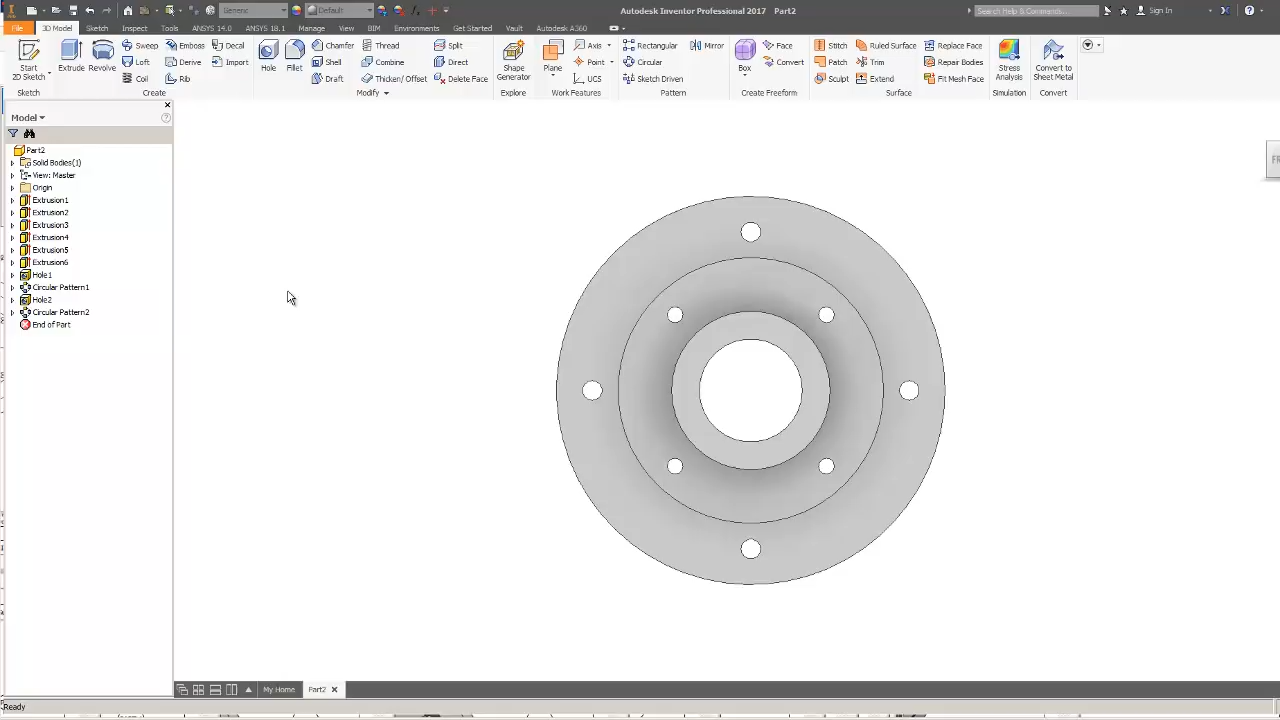 Generic Default Autodesk Inventor Professional 2017 Part2 Search Help & Commands... Sign In
File 3D Model Sketch Inspect Tools ANSYS 14.0 ANSYS 18.1 Manage View BIM Environments Get Started Vault Autodesk A360
Sweep Emboss Decal Chamfer Thread Split Axis Rectangular Mirror Face Stitch Ruled Surface Replace Face
Loft Derive Import Shell Combine Direct Point Circular Convert Patch Trim Repair Bodies
Coil Rib Draft Thicken/ Offset Delete Face UCS Sketch Driven Sculpt Extend Fit Mesh Face
Start
2D Sketch
Extrude
Revolve
Hole
Fillet
Shape
Generator
Plane
Box
Stress
Analysis
Convert to
Sheet Metal
Sketch Create Modify Explore Work Features Pattern Create Freeform Surface Simulation Convert
Model
Part2
Solid Bodies(1)
View: Master
Origin
Extrusion1
Extrusion2
Extrusion3
Extrusion4
Extrusion5
Extrusion6
Hole1
Circular Pattern1
Hole2
Circular Pattern2
End of Part
My Home Part2
Ready